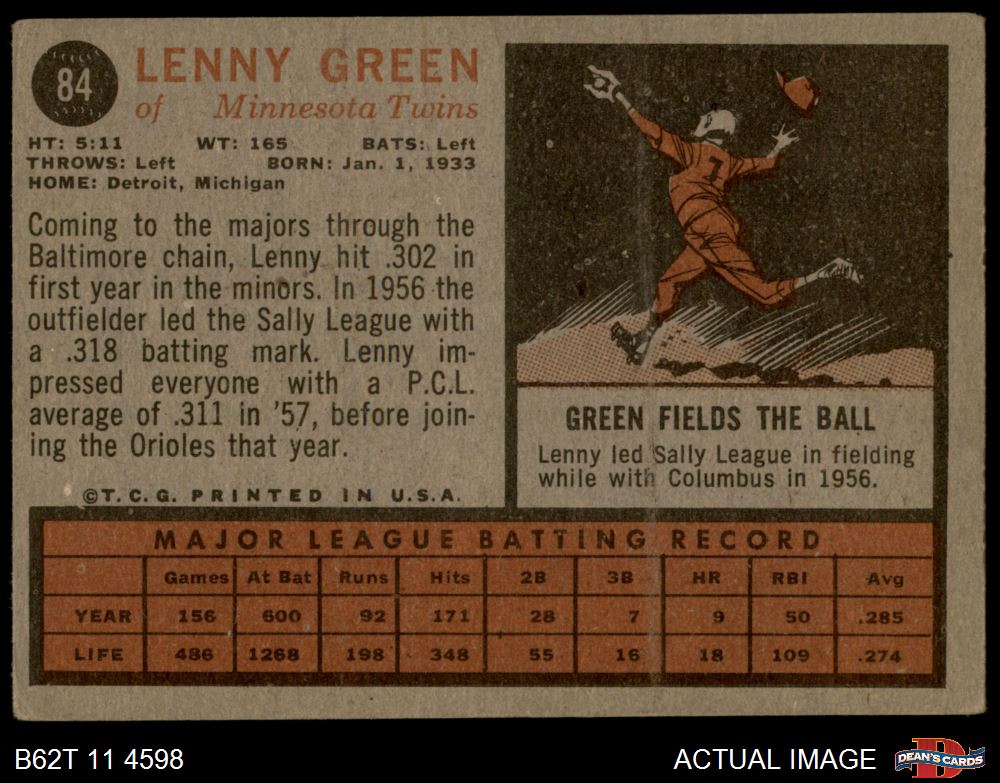 84
LENNY GREEN
of Minnesota Twins
HT: 5:11 WT: 165 BATS: Left
THROWS: Left BORN: Jan. 1, 1933
HOME: Detroit, Michigan
Coming to the majors through the
Baltimore chain, Lenny hit .302 in
first year in the minors. In 1956 the
outfielder led the Sally League with
a .318 batting mark. Lenny im-
pressed everyone with a P.C.L.
average of .311 in '57, before join-
ing the Orioles that year.
©T.C.G. PRINTED IN U.S.A.
7
GREEN FIELDS THE BALL
Lenny led Sally League in fielding
while with Columbus in 1956.
MAJOR LEAGUE BATTING RECORD
Games At Bat Runs Hits 2B 3B HR RBI Avg
YEAR 156 600 92 171 28 7 9 50 .285
LIFE 486 1268 198 348 55 16 18 109 .274
B62T 11 4598 ACTUAL IMAGE
D
DEAN'S CARDS